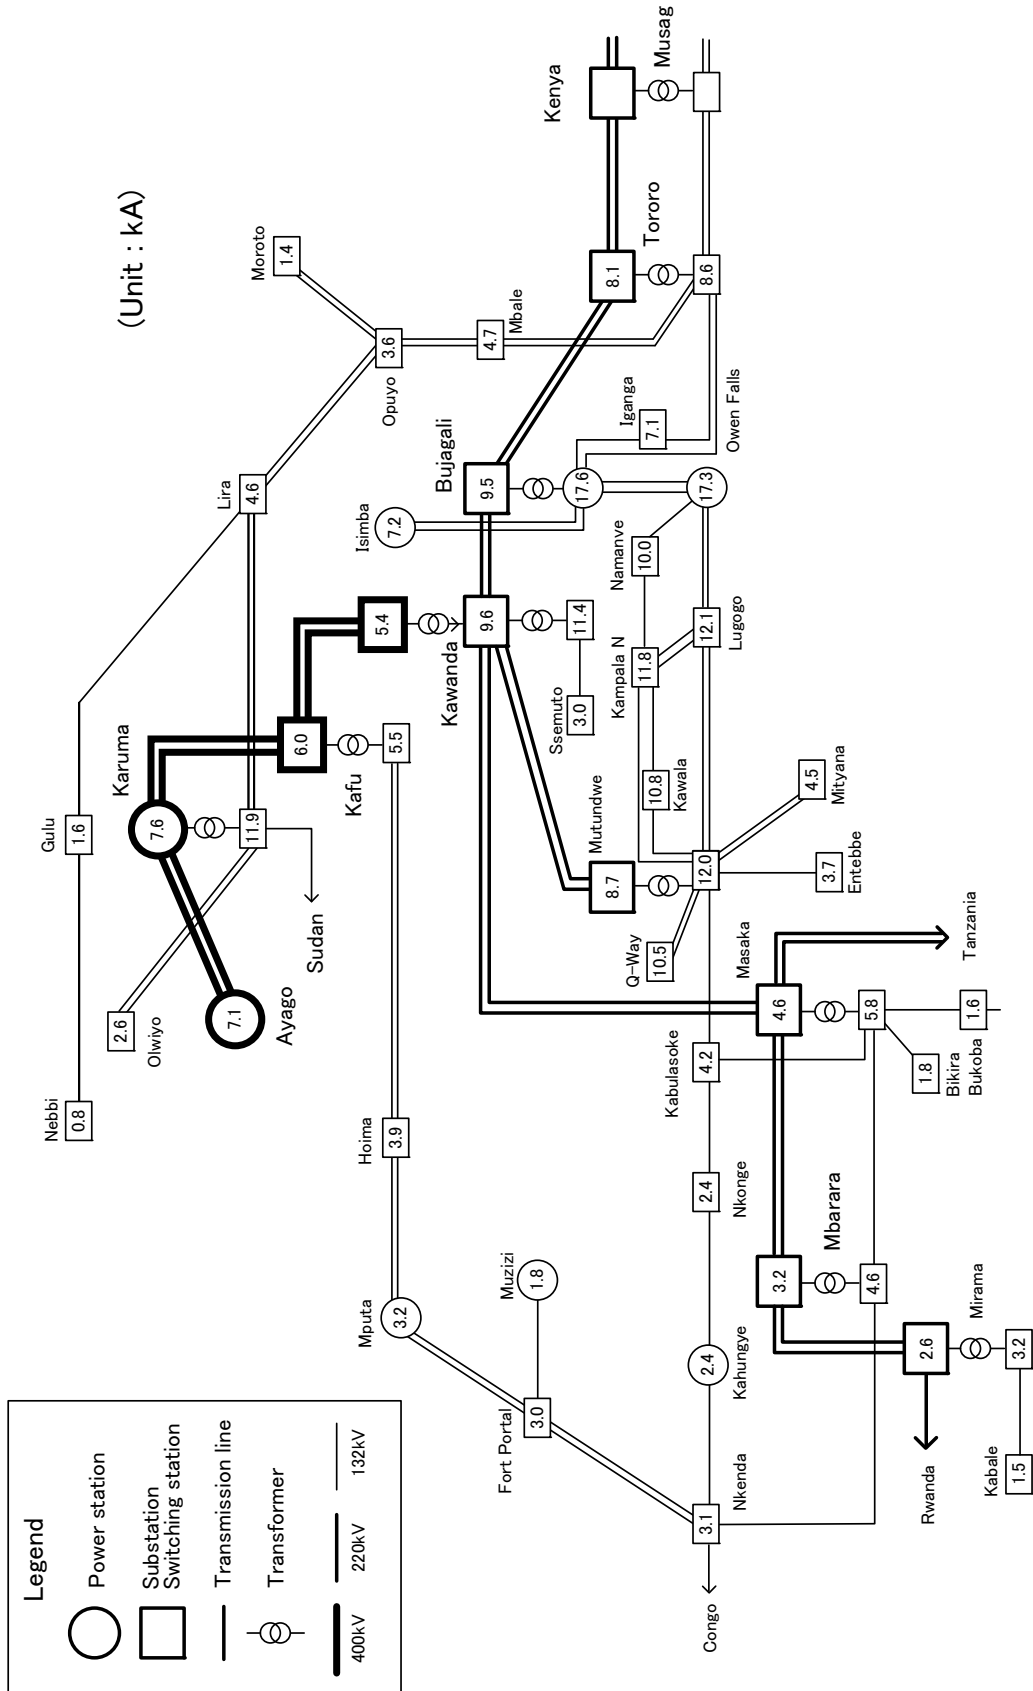 Legend
Power station
Substation
Switching station
Transmission line
Transformer
400kV
220kV
132kV
(Unit : kA)
Nebbi
0.8
Gulu
1.6
Olwiyo
2.6
Ayago
7.1
Karuma
7.6
11.9
Sudan
Lira
4.6
Moroto
1.4
Opuyo
3.6
Mbale
4.7
Kafu
6.0
5.5
5.4
Kawanda
9.6
11.4
Ssemuto
3.0
Hoima
3.9
Mputa
3.2
Muzizi
1.8
Fort Portal
3.0
Nkenda
3.1
Congo
Isimba
7.2
Bujagali
9.5
17.6
Iganga
7.1
Owen Falls
17.3
Namanve
10.0
Kampala N
11.8
Lugogo
12.1
Kawala
10.8
Mutundwe
8.7
12.0
Q-Way
10.5
Mityana
4.5
Entebbe
3.7
Kenya
Musag
Tororo
8.1
8.6
Kabulasoke
4.2
Nkonge
2.4
Kahungye
2.4
Masaka
4.6
5.8
Tanzania
Bikira
1.8
Bukoba
1.6
Mbarara
3.2
4.6
Mirama
2.6
3.2
Rwanda
Kabale
1.5